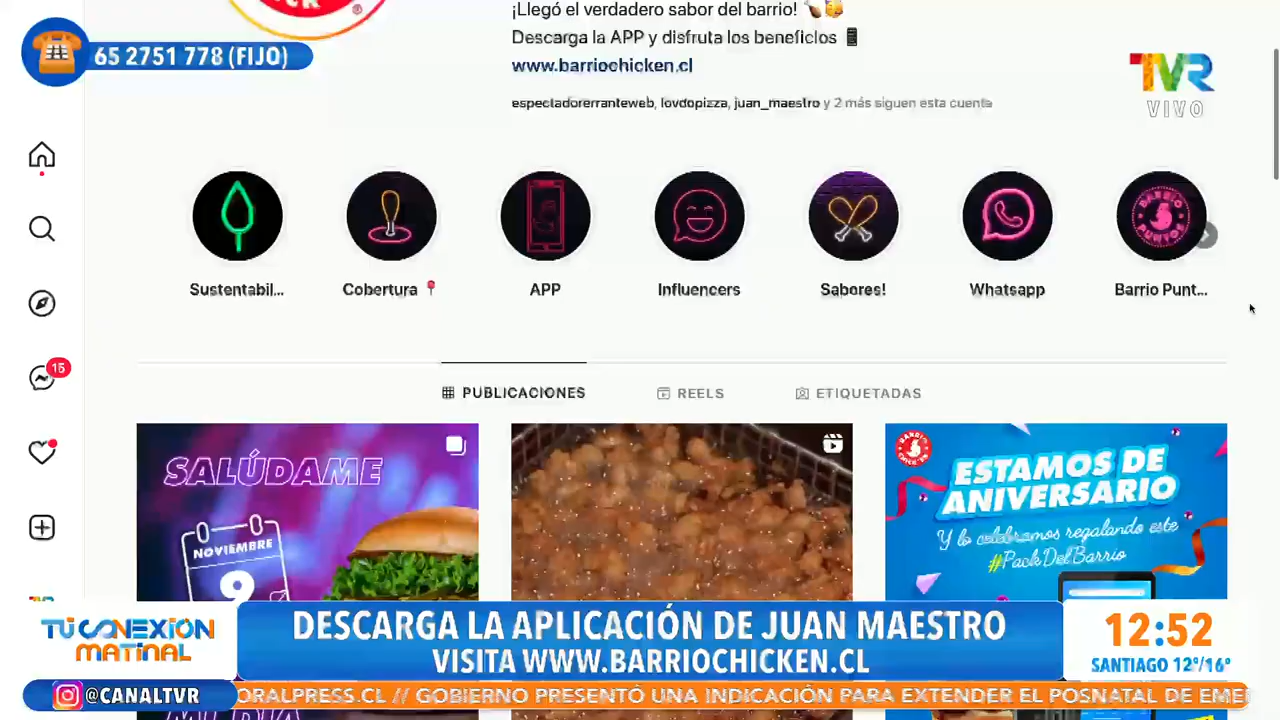 ¡Llegó el verdadero sabor del barrio! 🍗🥳
Descarga la APP y disfruta los beneficios 📱
www.barriochicken.cl
espectadorerranteweb, lovdopizza, juan_maestro y 2 más siguen esta cuenta
65 2751 778 (FIJO)
TVR
VIVO
15
Sustentabil...
Cobertura 📍
APP
Influencers
Sabores!
Whatsapp
Barrio Punt...
PUBLICACIONES
REELS
ETIQUETADAS
SALÚDAME
NOVIEMBRE
9
ESTAMOS DE
ANIVERSARIO
Y lo celebramos regalando este
#PackDelBarrio
TÚ CONEXIÓN
MATINAL
DESCARGA LA APLICACIÓN DE JUAN MAESTRO
VISITA WWW.BARRIOCHICKEN.CL
12:52
SANTIAGO 12°/16°
@CANALTVR
ORALPRESS.CL // GOBIERNO PRESENTÓ UNA INDICACIÓN PARA EXTENDER EL POSNATAL DE EME